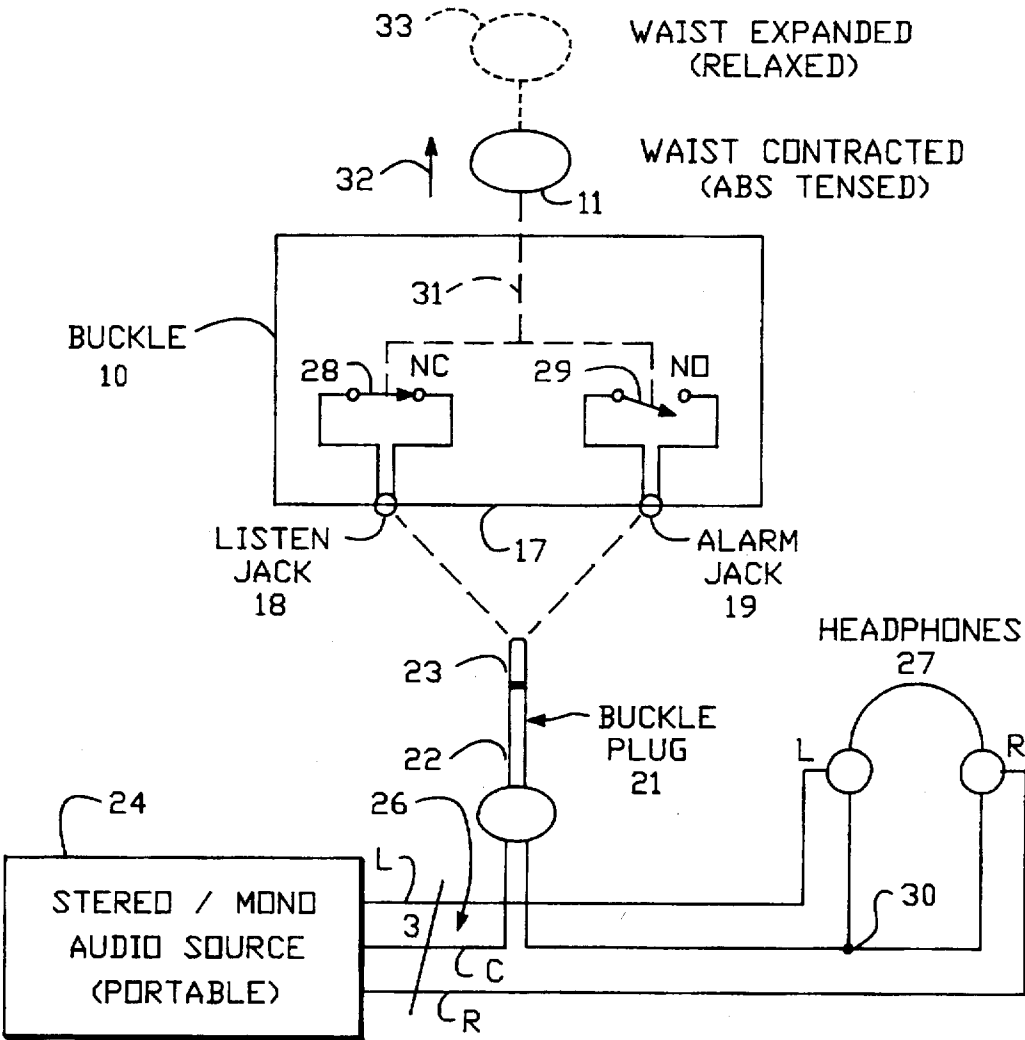 33
WAIST EXPANDED
(RELAXED)
32
WAIST CONTRACTED
(ABS TENSED)
11
31
BUCKLE
10
28
NC
29
NO
LISTEN
JACK
18
17
ALARM
JACK
19
HEADPHONES
27
23
BUCKLE
PLUG
21
22
L
R
24
26
L
3
C
R
30
STEREO / MONO
AUDIO SOURCE
(PORTABLE)